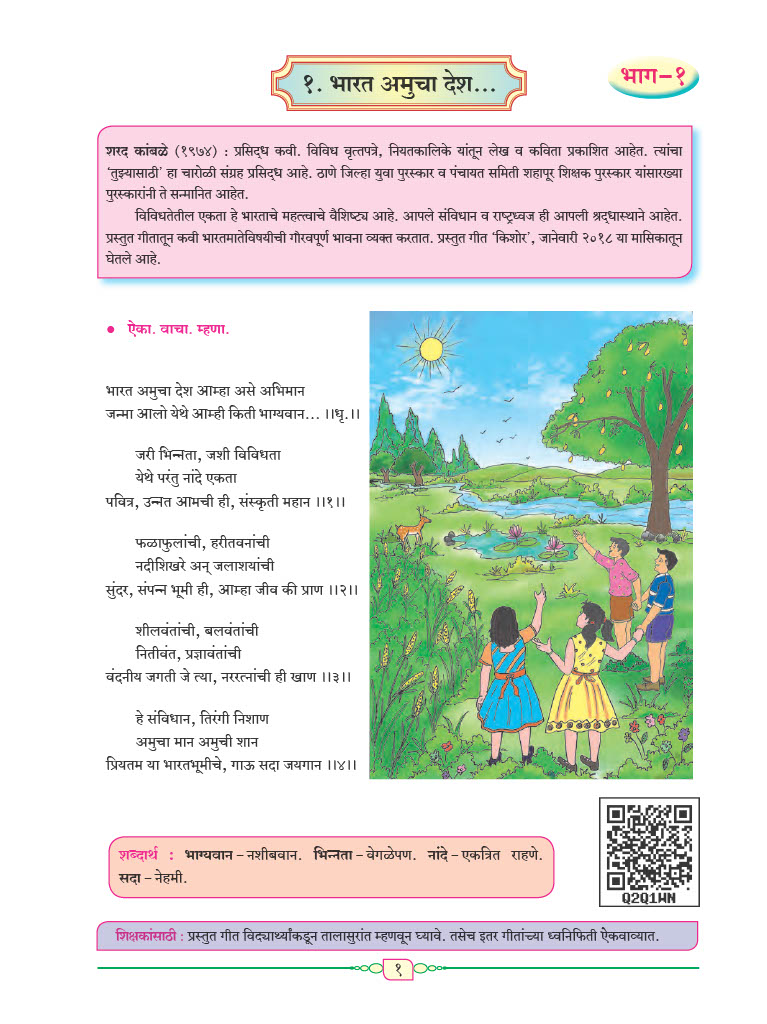 १. भारत अमुचा देश...
भाग-१
शरद कांबळे (१९७४) : प्रसिद्ध कवी. विविध वृत्तपत्रे, नियतकालिके यांतून लेख व कविता प्रकाशित आहेत. त्यांचा
‘तुझ्यासाठी’ हा चारोळी संग्रह प्रसिद्ध आहे. ठाणे जिल्हा युवा पुरस्कार व पंचायत समिती शहापूर शिक्षक पुरस्कार यांसारख्या
पुरस्कारांनी ते सन्मानित आहेत.
विविधतेतील एकता हे भारताचे महत्त्वाचे वैशिष्ट्य आहे. आपले संविधान व राष्ट्रध्वज ही आपली श्रद्धास्थाने आहेत.
प्रस्तुत गीतातून कवी भारतमातेविषयीची गौरवपूर्ण भावना व्यक्त करतात. प्रस्तुत गीत ‘किशोर’, जानेवारी २०१८ या मासिकातून
घेतले आहे.
● ऐका. वाचा. म्हणा.
भारत अमुचा देश आम्हा असे अभिमान
जन्मा आलो येथे आम्ही किती भाग्यवान... ।।धृ.।।
जरी भिन्नता, जशी विविधता
येथे परंतु नांदे एकता
पवित्र, उन्नत आमची ही, संस्कृती महान ।।१।।
फळाफुलांची, हरीतवनांची
नदीशिखरे अन् जलाशयांची
सुंदर, संपन्न भूमी ही, आम्हा जीव की प्राण ।।२।।
शीलवंतांची, बलवंतांची
नितीवंत, प्रज्ञावंतांची
वंदनीय जगती जे त्या, नररत्नांची ही खाण ।।३।।
हे संविधान, तिरंगी निशाण
अमुचा मान अमुची शान
प्रियतम या भारतभूमीचे, गाऊ सदा जयगान ।।४।।
Q2Q1WN
शब्दार्थ : भाग्यवान – नशीबवान. भिन्नता – वेगळेपण. नांदे – एकत्रित राहणे.
सदा – नेहमी.
शिक्षकांसाठी : प्रस्तुत गीत विद्यार्थ्यांकडून तालासुरांत म्हणवून घ्यावे. तसेच इतर गीतांच्या ध्वनिफिती ऐकवाव्यात.
१